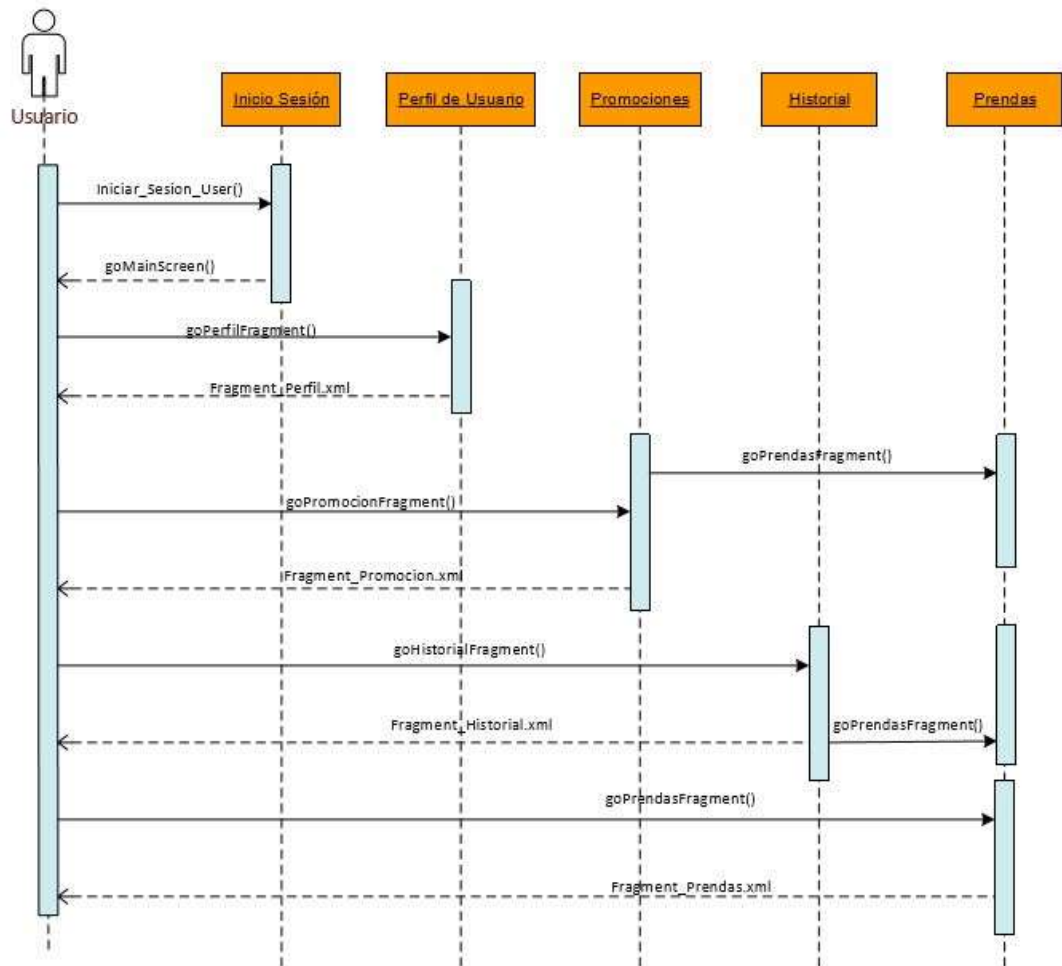 Usuario
Inicio Sesión
Perfil de Usuario
Promociones
Historial
Prendas
Iniciar_Sesion_User()
goMainScreen()
goPerfilFragment()
Fragment_Perfil.xml
goPrendasFragment()
goPromocionFragment()
Fragment_Promocion.xml
goHistorialFragment()
Fragment_Historial.xml
goPrendasFragment()
goPrendasFragment()
Fragment_Prendas.xml